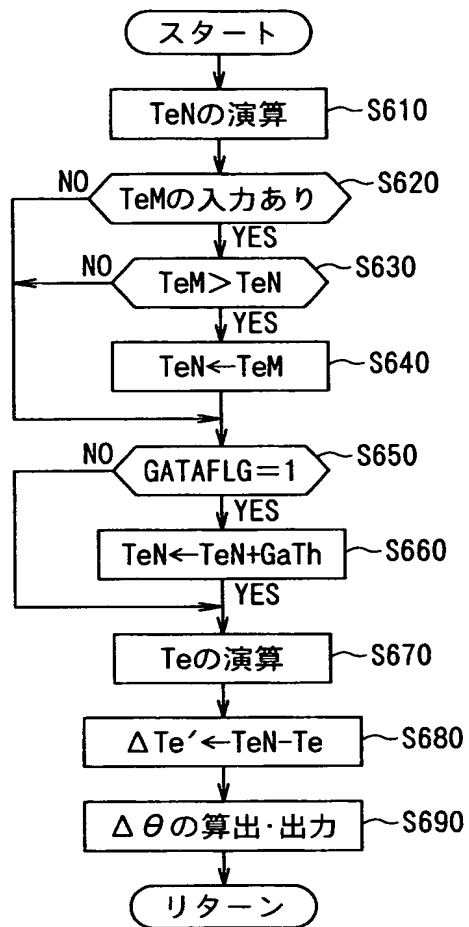 スタート
TeNの演算
S610
TeMの入力あり
S620
NO
YES
TeM>TeN
S630
NO
YES
TeN←TeM
S640
GATAFLG=1
S650
NO
YES
TeN←TeN+GaTh
S660
YES
Teの演算
S670
ΔTe′←TeN-Te
S680
Δθの算出・出力
S690
リターン